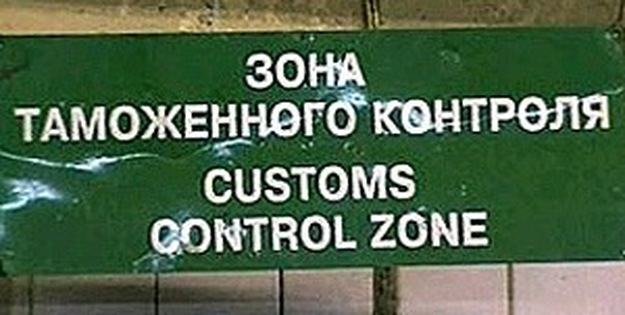 ЗОНА
ТАМОЖЕННОГО КОНТРОЛЯ
CUSTOMS
CONTROL ZONE